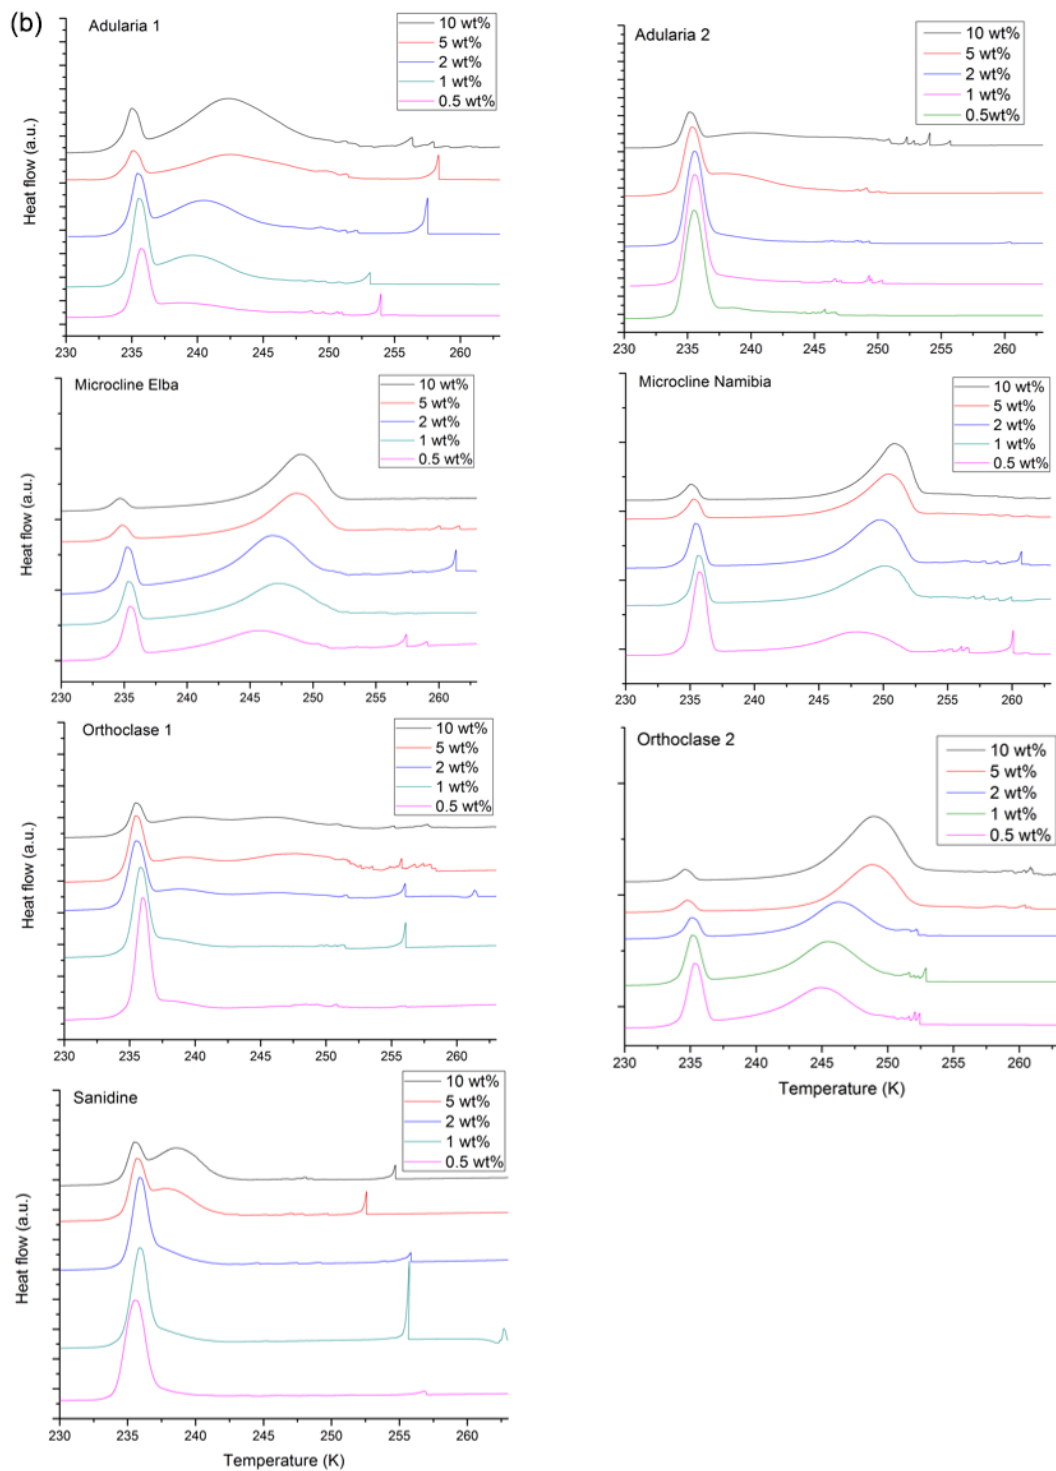 (b)
Adularia 1
10 wt%
5 wt%
2 wt%
1 wt%
0.5 wt%
Heat flow (a.u.)
230 235 240 245 250 255 260
Adularia 2
10 wt%
5 wt%
2 wt%
1 wt%
0.5wt%
230 235 240 245 250 255 260
Microcline Elba
10 wt%
5 wt%
2 wt%
1 wt%
0.5 wt%
Heat flow (a.u.)
230 235 240 245 250 255 260
Microcline Namibia
10 wt%
5 wt%
2 wt%
1 wt%
0.5 wt%
230 235 240 245 250 255 260
Orthoclase 1
10 wt%
5 wt%
2 wt%
1 wt%
0.5 wt%
Heat flow (a.u.)
230 235 240 245 250 255 260
Orthoclase 2
10 wt%
5 wt%
2 wt%
1 wt%
0.5 wt%
230 235 240 245 250 255 260
Temperature (K)
Sanidine
10 wt%
5 wt%
2 wt%
1 wt%
0.5 wt%
Heat flow (a.u.)
230 235 240 245 250 255 260
Temperature (K)